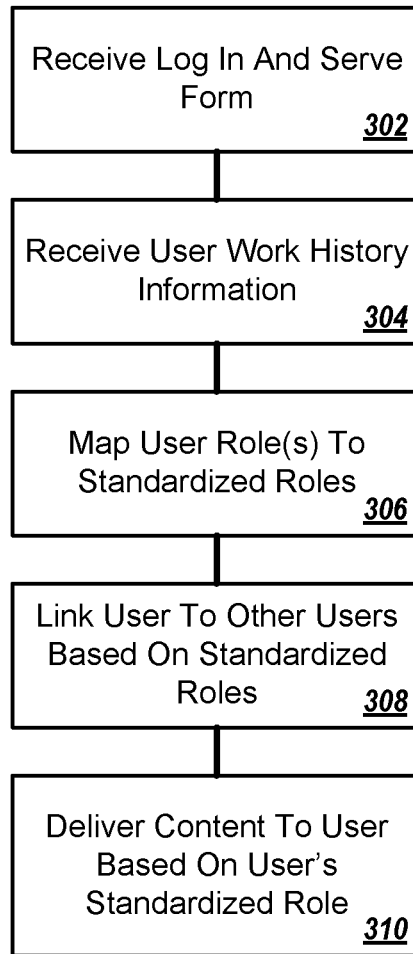 Receive Log In And Serve
Form
302
Receive User Work History
Information
304
Map User Role(s) To
Standardized Roles
306
Link User To Other Users
Based On Standardized
Roles
308
Deliver Content To User
Based On User's
Standardized Role
310